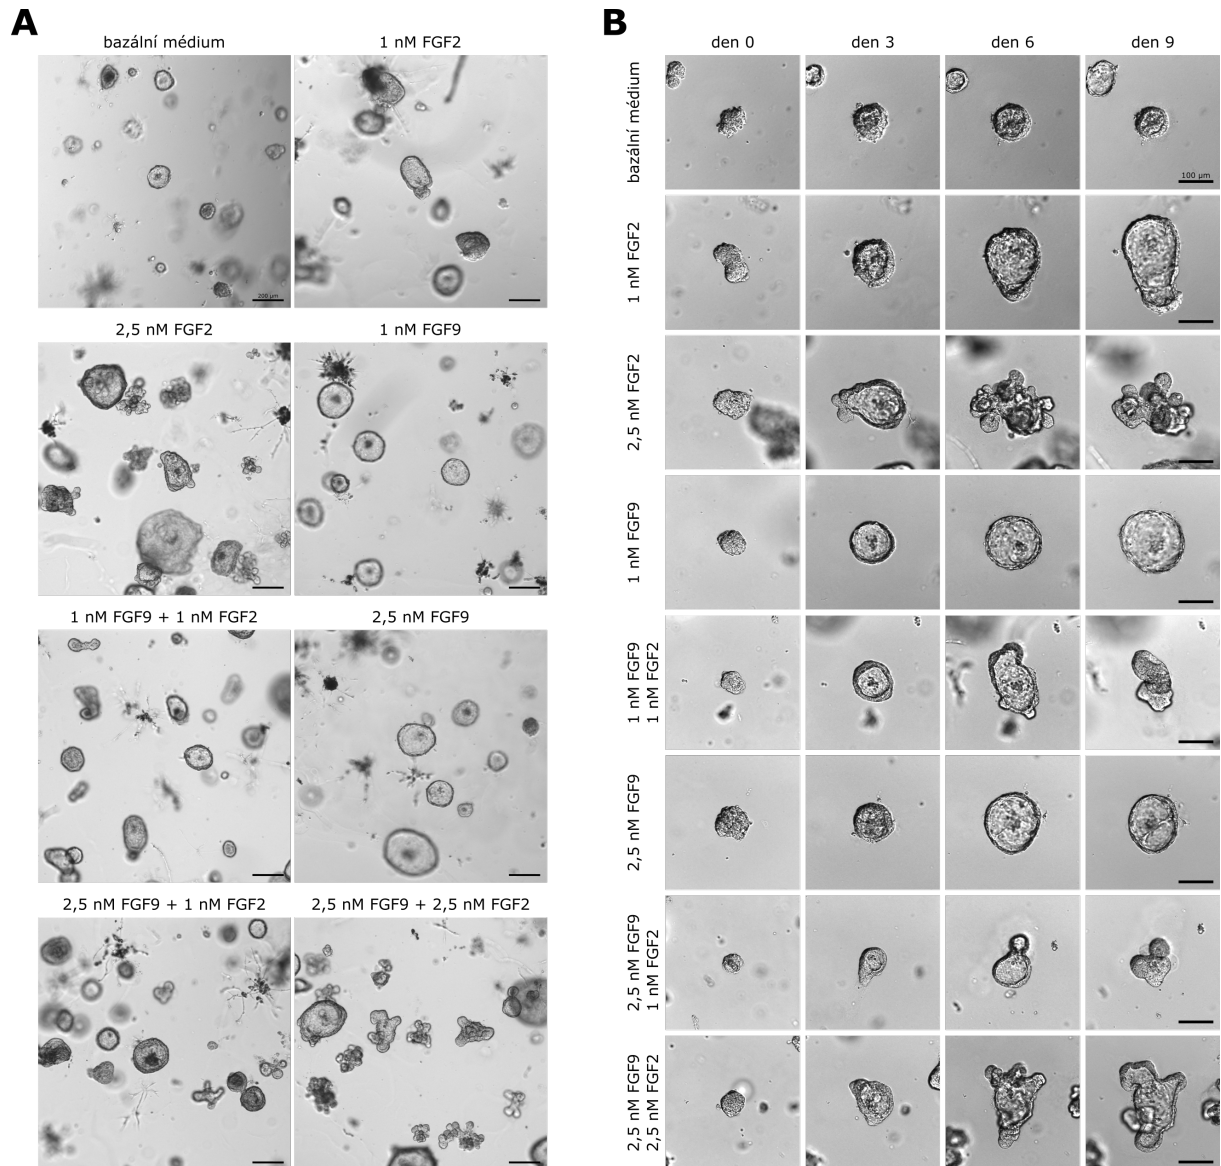 A
bazální médium
1 nM FGF2
200 µm
2,5 nM FGF2
1 nM FGF9
1 nM FGF9 + 1 nM FGF2
2,5 nM FGF9
2,5 nM FGF9 + 1 nM FGF2
2,5 nM FGF9 + 2,5 nM FGF2
B
den 0
den 3
den 6
den 9
bazální médium
100 µm
1 nM FGF2
2,5 nM FGF2
1 nM FGF9
1 nM FGF9
1 nM FGF2
2,5 nM FGF9
2,5 nM FGF9
1 nM FGF2
2,5 nM FGF9
2,5 nM FGF2